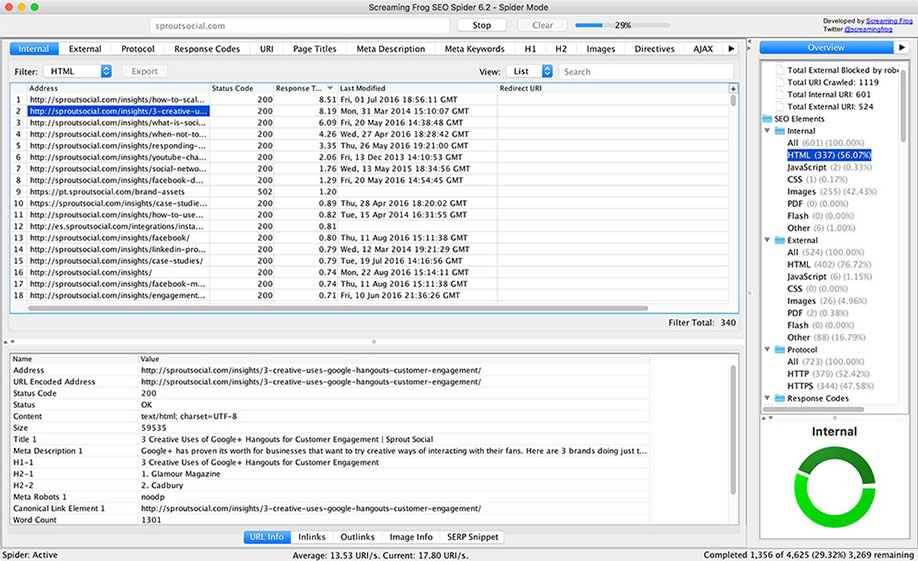 Screaming Frog SEO Spider 6.2 - Spider Mode
sproutsocial.com Stop Clear 29%
Developed by Screaming Frog
Twitter @screamingfrog
Internal External Protocol Response Codes URI Page Titles Meta Description Meta Keywords H1 H2 Images Directives AJAX
Filter: HTML Export View: List Search
Address Status Code Response T... Last Modified Redirect URI
1 http://sproutsocial.com/insights/how-to-scal... 200 8.51 Fri, 01 Jul 2016 18:56:11 GMT
2 http://sproutsocial.com/insights/3-creative-u... 200 8.19 Mon, 31 Mar 2014 15:10:07 GMT
3 http://sproutsocial.com/insights/what-is-soci... 200 6.09 Fri, 20 May 2016 14:38:48 GMT
4 http://sproutsocial.com/insights/when-not-to... 200 4.26 Wed, 27 Apr 2016 18:28:42 GMT
5 http://sproutsocial.com/insights/responding-... 200 3.35 Thu, 26 May 2016 19:21:00 GMT
6 http://sproutsocial.com/insights/youtube-cha... 200 2.06 Fri, 13 Dec 2013 14:10:53 GMT
7 http://sproutsocial.com/insights/social-netwo... 200 1.76 Wed, 13 May 2015 18:34:56 GMT
8 http://sproutsocial.com/insights/facebook-d... 200 1.29 Fri, 20 May 2016 14:54:45 GMT
9 https://pt.sproutsocial.com/brand-assets 502 1.20
10 https://sproutsocial.com/insights/case-studie... 200 0.89 Thu, 28 Apr 2016 18:20:02 GMT
11 http://sproutsocial.com/insights/how-to-use... 200 0.82 Tue, 15 Apr 2014 16:31:55 GMT
12 http://es.sproutsocial.com/integrations/insta... 200 0.81
13 http://sproutsocial.com/insights/facebook/ 200 0.80 Thu, 11 Aug 2016 15:11:38 GMT
14 http://sproutsocial.com/insights/linkedin-pro... 200 0.79 Wed, 12 Mar 2014 19:21:29 GMT
15 http://sproutsocial.com/insights/case-studies/ 200 0.79 Tue, 19 Jul 2016 14:16:56 GMT
16 http://sproutsocial.com/insights/ 200 0.74 Mon, 22 Aug 2016 15:14:11 GMT
17 http://sproutsocial.com/insights/facebook-m... 200 0.74 Thu, 11 Aug 2016 15:11:38 GMT
18 http://sproutsocial.com/insights/engagement... 200 0.71 Fri, 10 Jun 2016 21:36:26 GMT
Filter Total: 340
Name Value
Address http://sproutsocial.com/insights/3-creative-uses-google-hangouts-customer-engagement/
URL Encoded Address http://sproutsocial.com/insights/3-creative-uses-google-hangouts-customer-engagement/
Status Code 200
Status OK
Content text/html; charset=UTF-8
Size 59535
Title 1 3 Creative Uses of Google+ Hangouts for Customer Engagement | Sprout Social
Meta Description 1 Google+ has proven its worth for businesses that want to try creative ways of interacting with their fans. Here are 3 brands doing just t...
H1-1 3 Creative Uses of Google+ Hangouts for Customer Engagement
H2-1 1. Glamour Magazine
H2-2 2. Cadbury
Meta Robots 1 noodp
Canonical Link Element 1 http://sproutsocial.com/insights/3-creative-uses-google-hangouts-customer-engagement/
Word Count 1301
URL Info Inlinks Outlinks Image Info SERP Snippet
Overview
Total External Blocked by robe
Total URI Crawled: 1119
Total Internal URI: 601
Total External URI: 524
SEO Elements
Internal
All (601) (100.00%)
HTML (337) (56.07%)
JavaScript (2) (0.33%)
CSS (1) (0.17%)
Images (255) (42.43%)
PDF (0) (0.00%)
Flash (0) (0.00%)
Other (6) (1.00%)
External
All (524) (100.00%)
HTML (402) (76.72%)
JavaScript (6) (1.15%)
CSS (0) (0.00%)
Images (26) (4.96%)
PDF (2) (0.38%)
Flash (0) (0.00%)
Other (88) (16.79%)
Protocol
All (723) (100.00%)
HTTP (379) (52.42%)
HTTPS (344) (47.58%)
Response Codes
Internal
Spider: Active Average: 13.53 URI/s. Current: 17.80 URI/s. Completed 1,356 of 4,625 (29.32%) 3,269 remaining